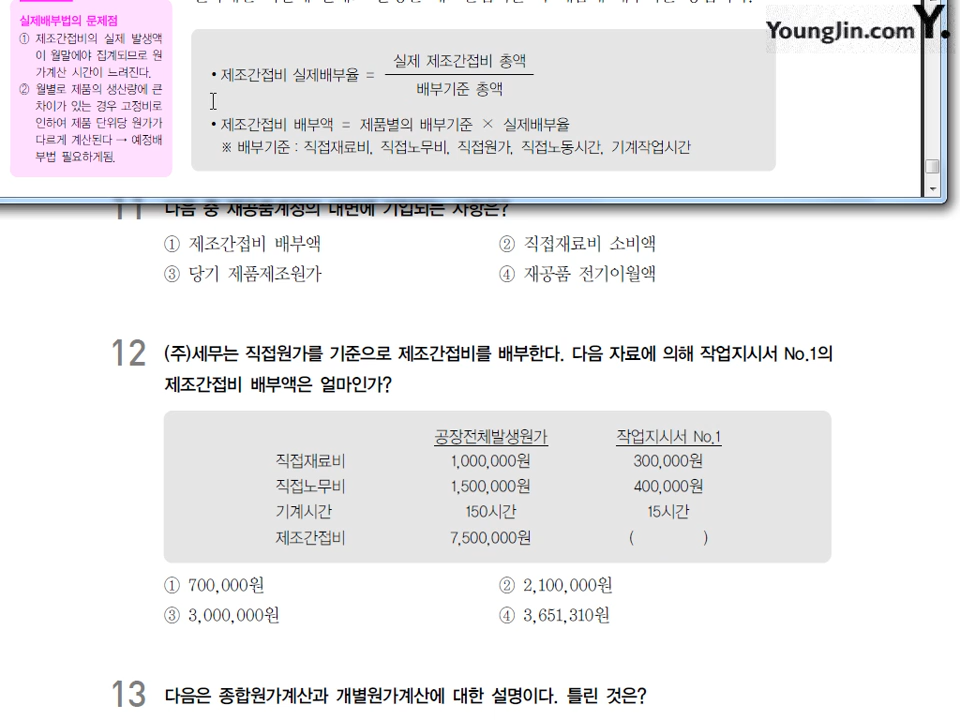 실제배부법의 문제점
① 제조간접비의 실제 발생액
이 월말에야 집계되므로 원
가계산 시간이 느려진다.
② 월별로 제품의 생산량에 큰
차이가 있는 경우 고정비로
인하여 제품 단위당 원가가
다르게 계산된다 → 예정배
부법 필요하게됨.
YoungJin.com Y.
• 제조간접비 실제배부율 = 실제 제조간접비 총액
배부기준 총액
• 제조간접비 배부액 = 제품별의 배부기준 × 실제배부율
※ 배부기준 : 직접재료비, 직접노무비, 직접원가, 직접노동시간, 기계작업시간
11 다음 중 재공품계정의 대변에 기입되는 사항은?
① 제조간접비 배부액 ② 직접재료비 소비액
③ 당기 제품제조원가 ④ 재공품 전기이월액
12 (주)세무는 직접원가를 기준으로 제조간접비를 배부한다. 다음 자료에 의해 작업지시서 No.1의
제조간접비 배부액은 얼마인가?
공장전체발생원가 작업지시서 No.1
직접재료비 1,000,000원 300,000원
직접노무비 1,500,000원 400,000원
기계시간 150시간 15시간
제조간접비 7,500,000원 ( )
① 700,000원 ② 2,100,000원
③ 3,000,000원 ④ 3,651,310원
13 다음은 종합원가계산과 개별원가계산에 대한 설명이다. 틀린 것은?